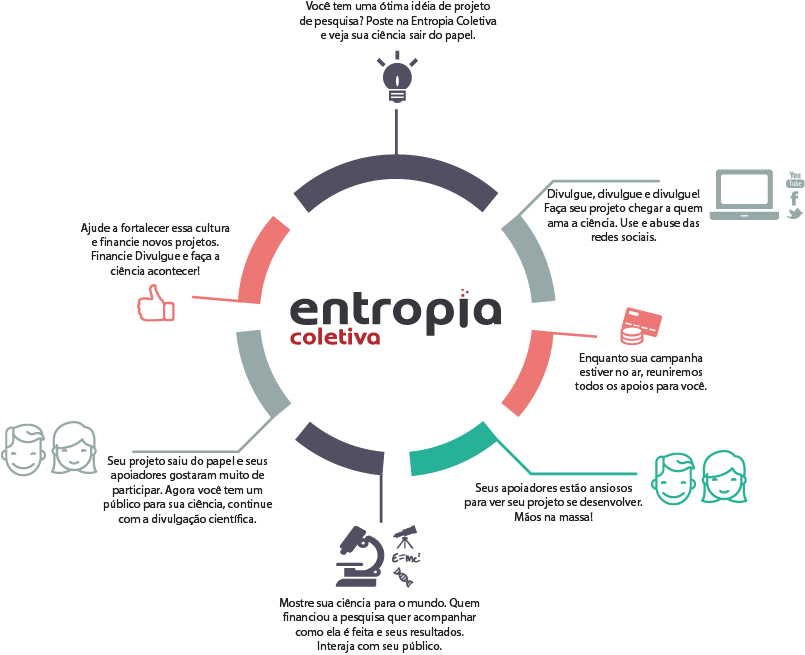 Você tem uma ótima idéia de projeto
de pesquisa? Poste na Entropia Coletiva
e veja sua ciência sair do papel.
Divulgue, divulgue e divulgue!
Faça seu projeto chegar a quem
ama a ciência. Use e abuse das
redes sociais.
You
Tube
Enquanto sua campanha
estiver no ar, reuniremos
todos os apoios para você.
Seus apoiadores estão ansiosos
para ver seu projeto se desenvolver.
Mãos na massa!
E=mc²
Mostre sua ciência para o mundo. Quem
financiou a pesquisa quer acompanhar
como ela é feita e seus resultados.
Interaja com seu público.
Seu projeto saiu do papel e seus
apoiadores gostaram muito de
participar. Agora você tem um
público para sua ciência, continue
com a divulgação científica.
Ajude a fortalecer essa cultura
e financie novos projetos.
Financie Divulgue e faça a
ciência acontecer!
entropia
coletiva